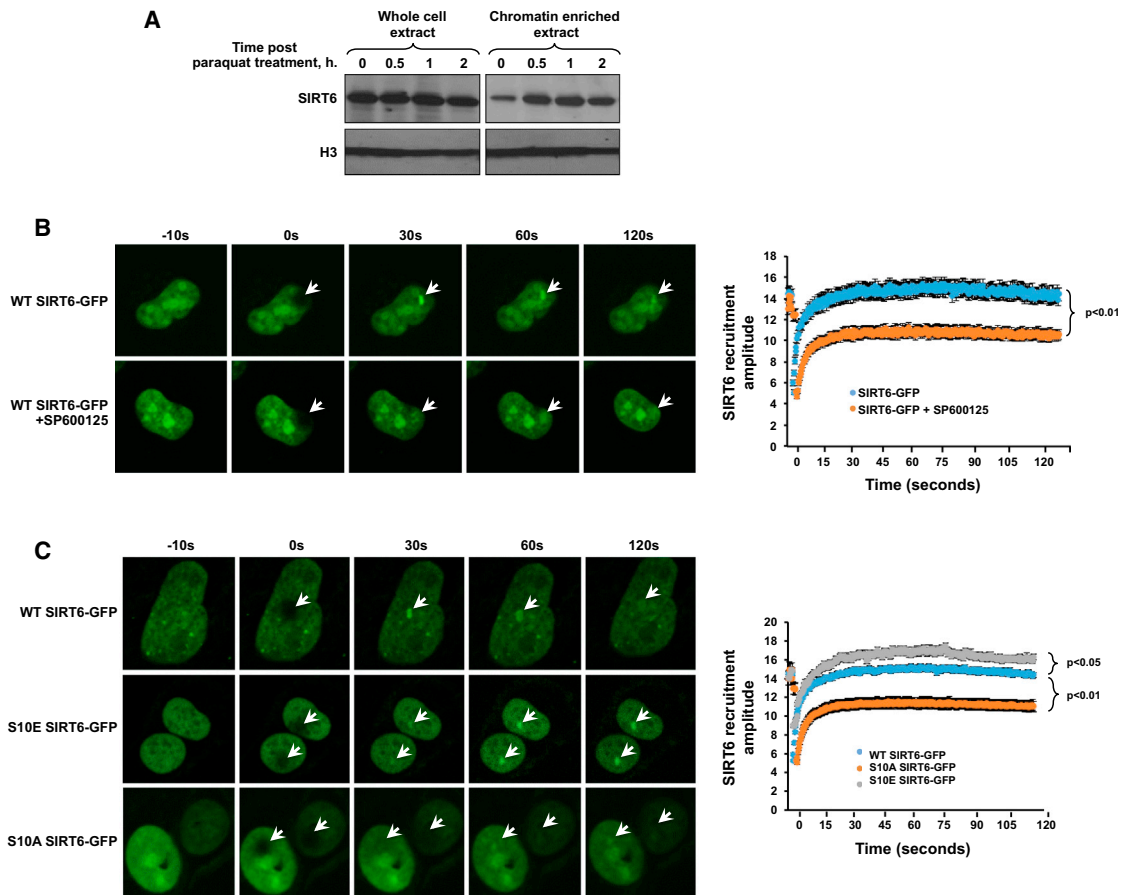 A
Whole cell
extract
Chromatin enriched
extract
Time post
paraquat treatment, h.
0 0.5 1 2 0 0.5 1 2
SIRT6
H3
B
-10s 0s 30s 60s 120s
WT SIRT6-GFP
WT SIRT6-GFP
+SP600125
18
16
14
12
10
8
6
4
2
0
SIRT6 recruitment
amplitude
p<0.01
SIRT6-GFP
SIRT6-GFP + SP600125
0 15 30 45 60 75 90 105 120
Time (seconds)
C
-10s 0s 30s 60s 120s
WT SIRT6-GFP
S10E SIRT6-GFP
S10A SIRT6-GFP
20
18
16
14
12
10
8
6
4
2
0
SIRT6 recruitment
amplitude
p<0.05
p<0.01
WT SIRT6-GFP
S10A SIRT6-GFP
S10E SIRT6-GFP
0 15 30 45 60 75 90 105 120
Time (seconds)